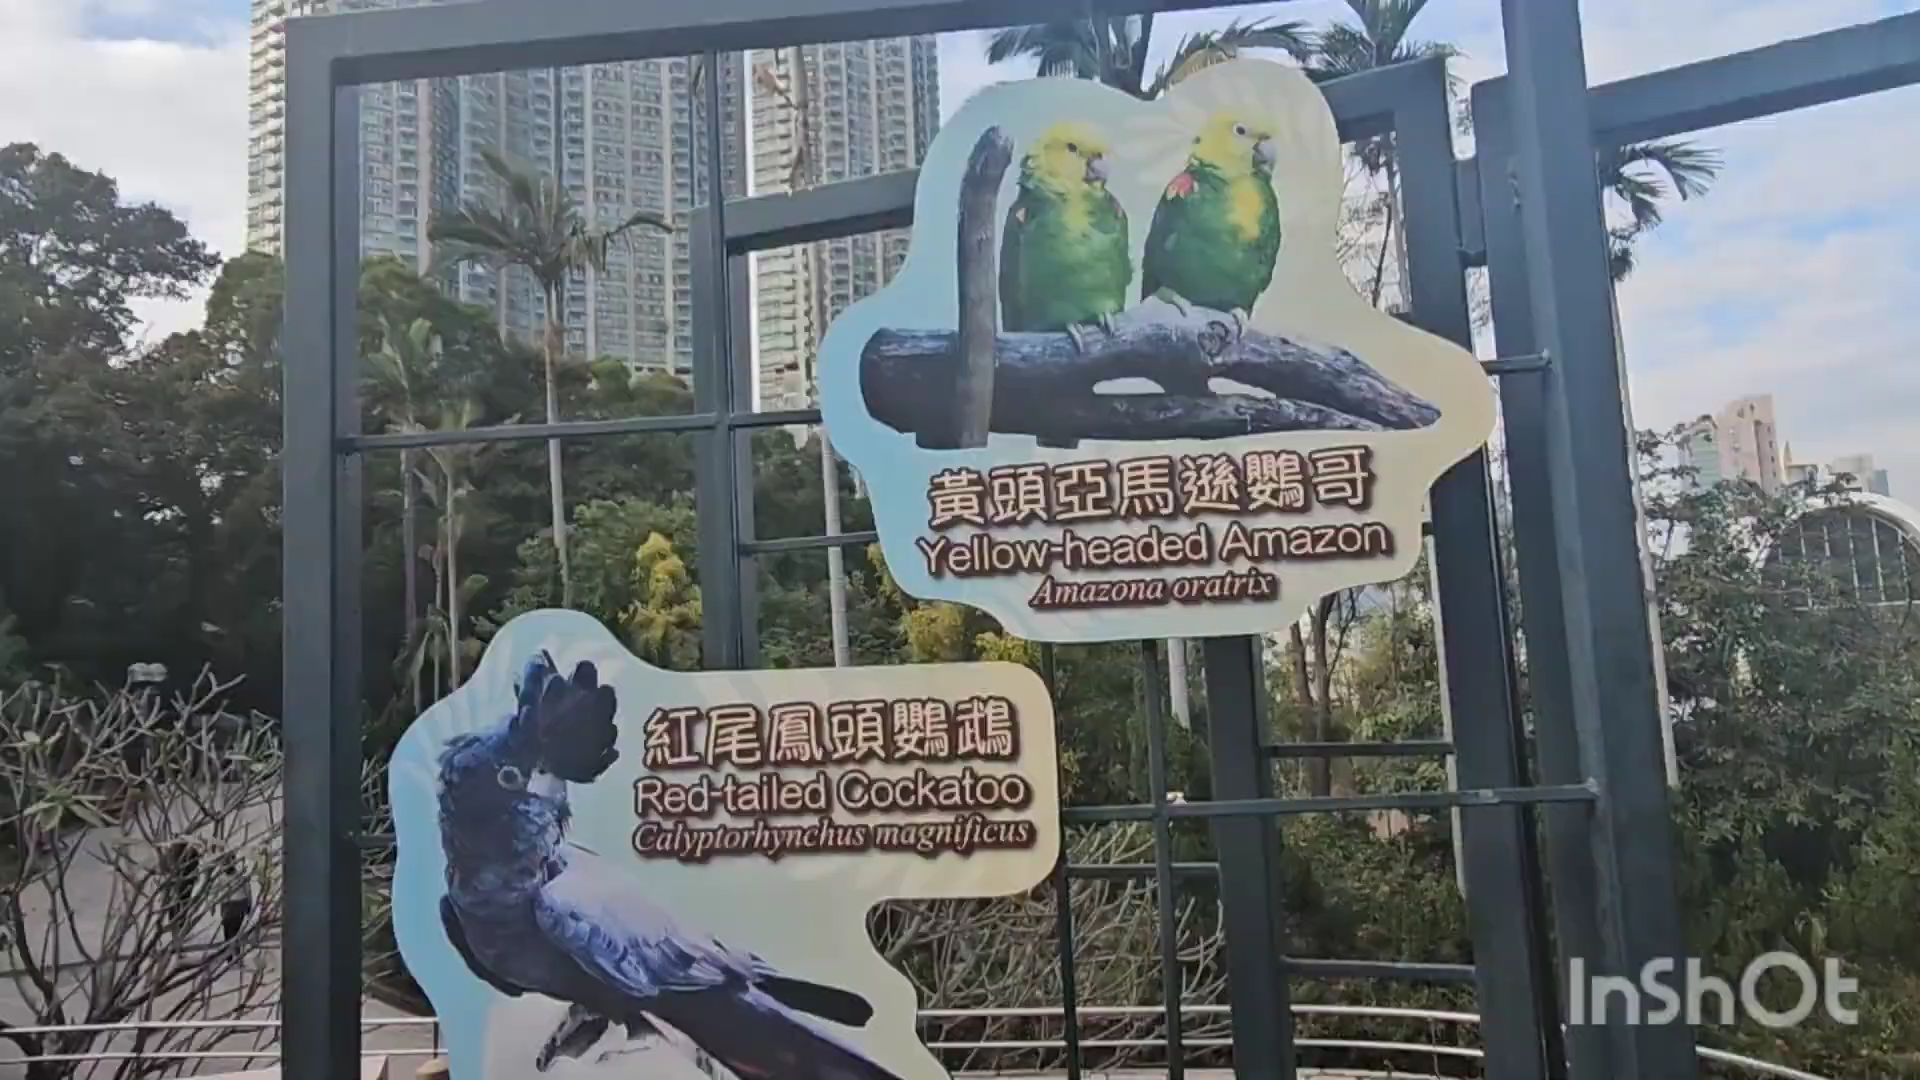 黃頭亞馬遜鸚哥
Yellow-headed Amazon
Amazona oratrix
紅尾鳳頭鸚鵡
Red-tailed Cockatoo
Calyptorhynchus magnificus
InShOt